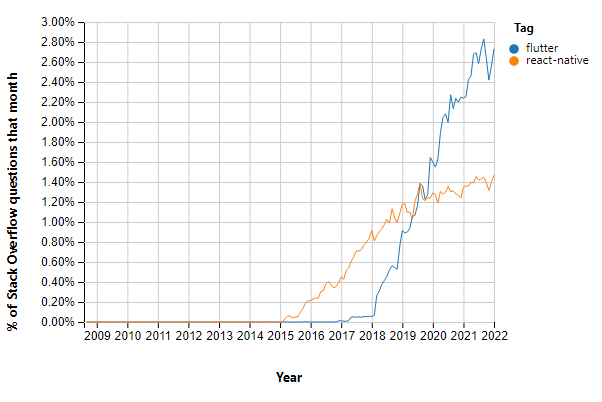 % of Stack Overflow questions that month
3.00%
2.80%
2.60%
2.40%
2.20%
2.00%
1.80%
1.60%
1.40%
1.20%
1.00%
0.80%
0.60%
0.40%
0.20%
0.00%
2009 2010 2011 2012 2013 2014 2015 2016 2017 2018 2019 2020 2021 2022
Year
Tag
flutter
react-native